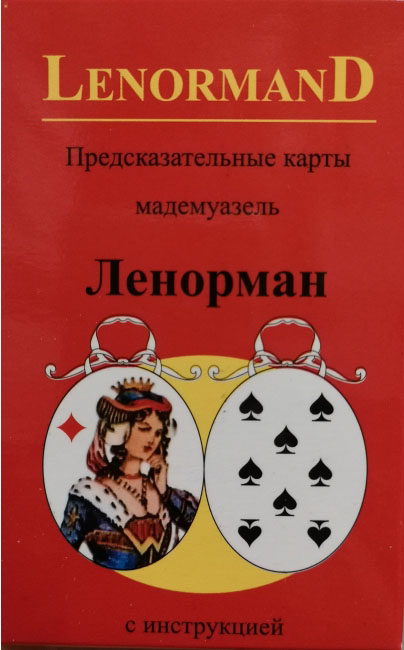 LENORMAND
Предсказательные карты
мадемуазель
Ленорман
с инструкцией